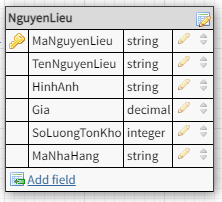 NguyenLieu
MaNguyenLieu string
TenNguyenLieu string
HinhAnh string
Gia decimal
SoLuongTonKho integer
MaNhaHang string
Add field